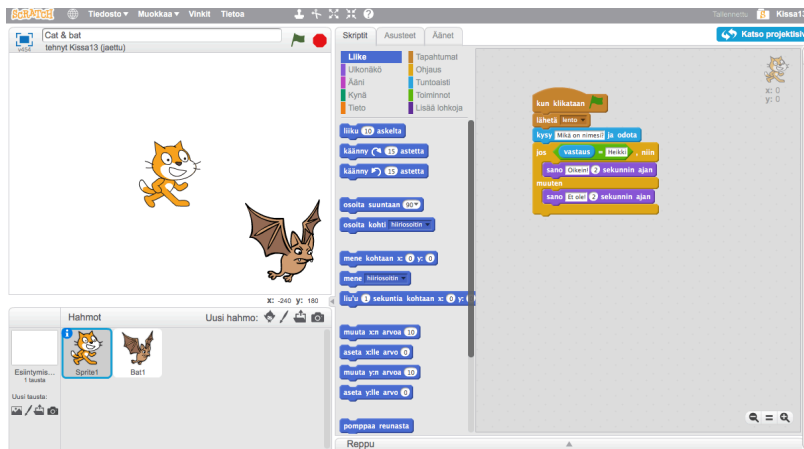 SCRATCH Tiedosto Muokkaa Vinkit Tietoa Tallennettu Kissa13
v454 Cat & bat
tehnyt Kissa13 (jaettu)
Skriptit Asusteet Äänet
Katso projektisiv
Liike Tapahtumat
Ulkonäkö Ohjaus
Ääni Tuntoaisti
Kynä Toiminnot
Tieto Lisää lohkoja
liiku 10 askelta
käänny 15 astetta
käänny 15 astetta
osoita suuntaan 90
osoita kohti hiiriosoitin
mene kohtaan x: 0 y: 0
mene hiiriosoitin
liu'u 1 sekuntia kohtaan x: 0 y:
muuta x:n arvoa 10
aseta x:lle arvo 0
muuta y:n arvoa 10
aseta y:lle arvo 0
pomppaa reunasta
kun klikataan
lähetä lento
kysy Mikä on nimesi? ja odota
jos vastaus = Heikki , niin
sano Oikein! 2 sekunnin ajan
muuten
sano Et ole! 2 sekunnin ajan
x: 0
y: 0
x: -240 y: 180
Hahmot Uusi hahmo:
Esiintymis...
1 tausta
Sprite1 Bat1
Uusi tausta:
Reppu